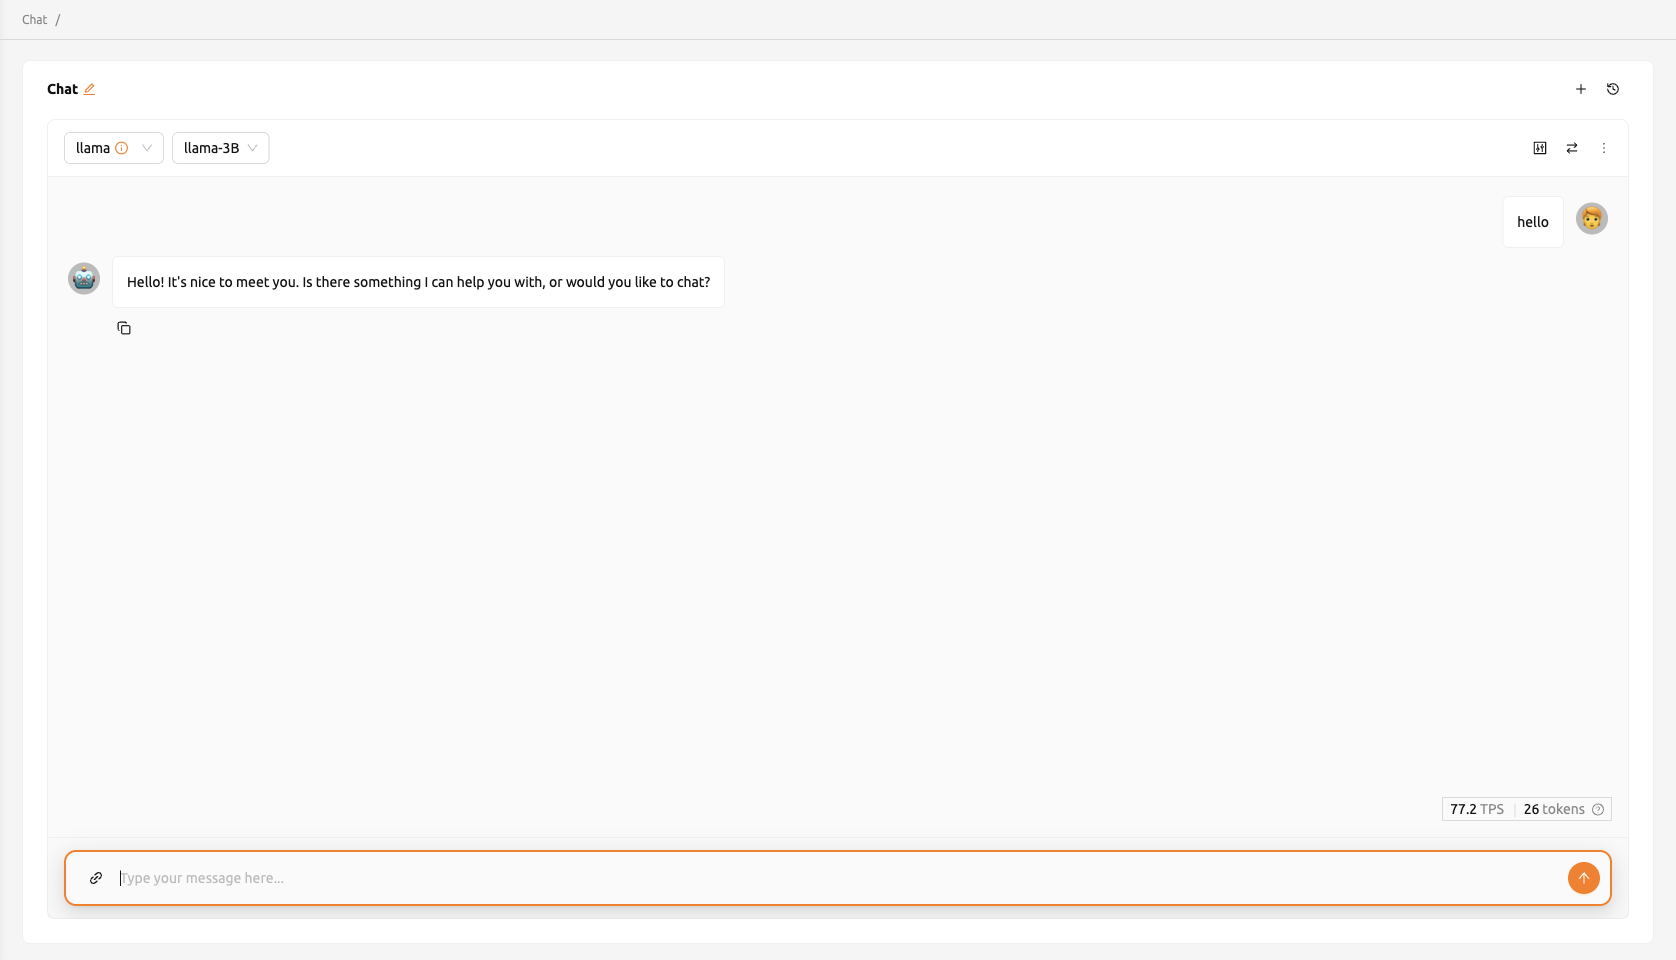 Chat /
Chat
llama llama-3B
hello
Hello! It's nice to meet you. Is there something I can help you with, or would you like to chat?
77.2 TPS | 26 tokens
Type your message here...